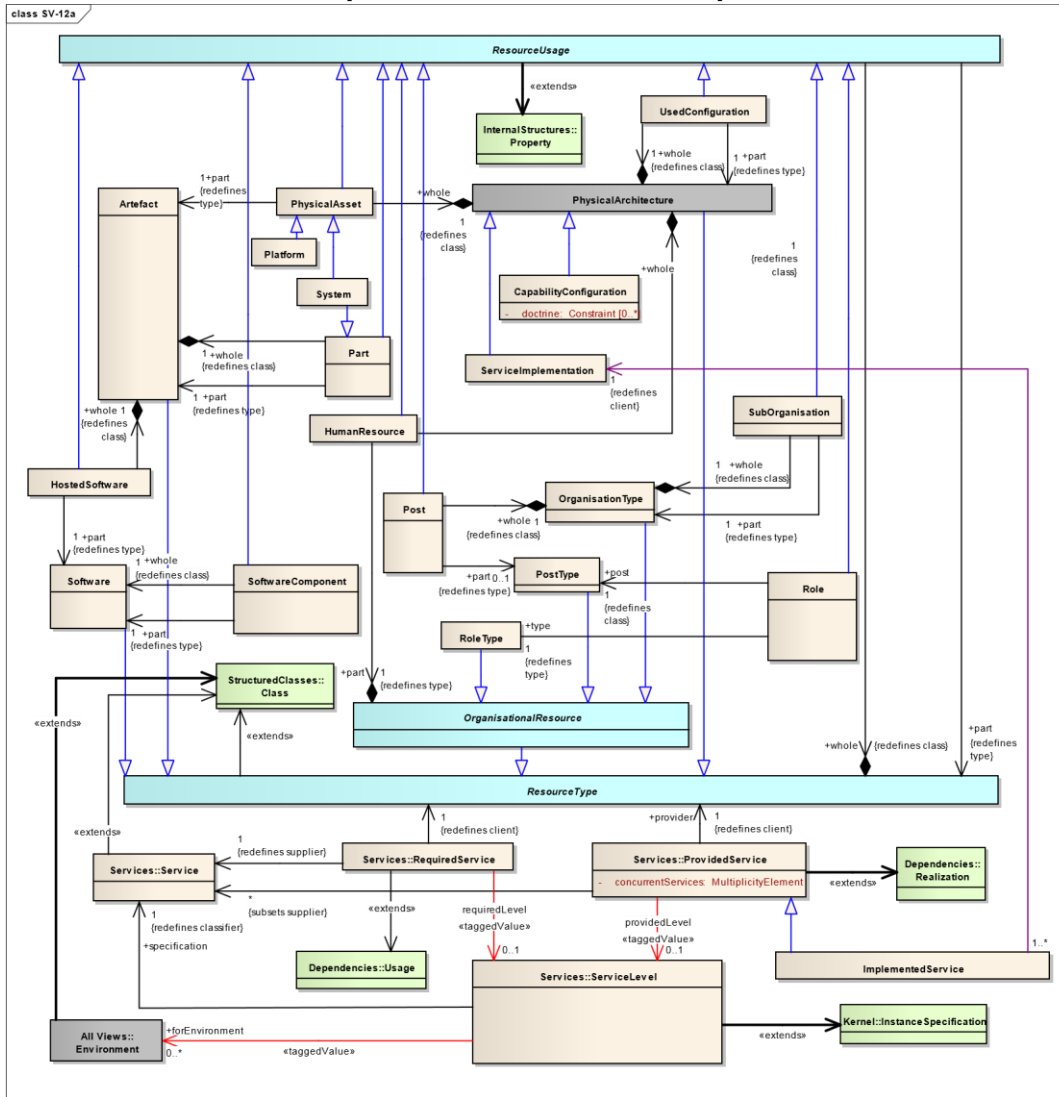 class SV-12a
ResourceUsage
«extends»
UsedConfiguration
InternalStructures::
Property
1 +whole
{redefines class}
1 +part
{redefines type}
1+part
{redefines
type}
Artefact
PhysicalAsset
+whole
PhysicalArchitecture
1
{redefines
class}
1
{redefines
class}
Platform
+whole
System
CapabilityConfiguration
- doctrine: Constraint [0..*
Part
1 +whole
{redefines class}
ServiceImplementation
1
{redefines
client}
1 +part
{redefines type}
+whole 1
{redefines
class}
HumanResource
SubOrganisation
HostedSoftware
1 +whole
{redefines class}
OrganisationType
Post
+whole 1
{redefines class}
1 +part
{redefines type}
1 +part
{redefines type}
1 +whole
{redefines class}
Software
SoftwareComponent
PostType
+post
+part 0..1
{redefines type}
1
{redefines
class}
Role
1 +part
{redefines type}
RoleType
+type
1
{redefines
type}
StructuredClasses::
Class
+part 1
{redefines type}
«extends»
OrganisationalResource
«extends»
+whole {redefines class}
+part
{redefines
type}
ResourceType
«extends»
1
{redefines client}
+provider 1
{redefines client}
1
{redefines supplier}
Services::RequiredService
Services::ProvidedService
- concurrentServices: MultiplicityElement
Dependencies::
Realization
Services::Service
«extends»
*
{subsets supplier}
«extends»
requiredLevel
«taggedValue»
providedLevel
«taggedValue»
1
{redefines classifier}
+specification
0..1
0..1
1..*
Dependencies::Usage
Services::ServiceLevel
ImplementedService
All Views::
Environment
+forEnvironment
0..*
«taggedValue»
«extends»
Kernel::InstanceSpecification